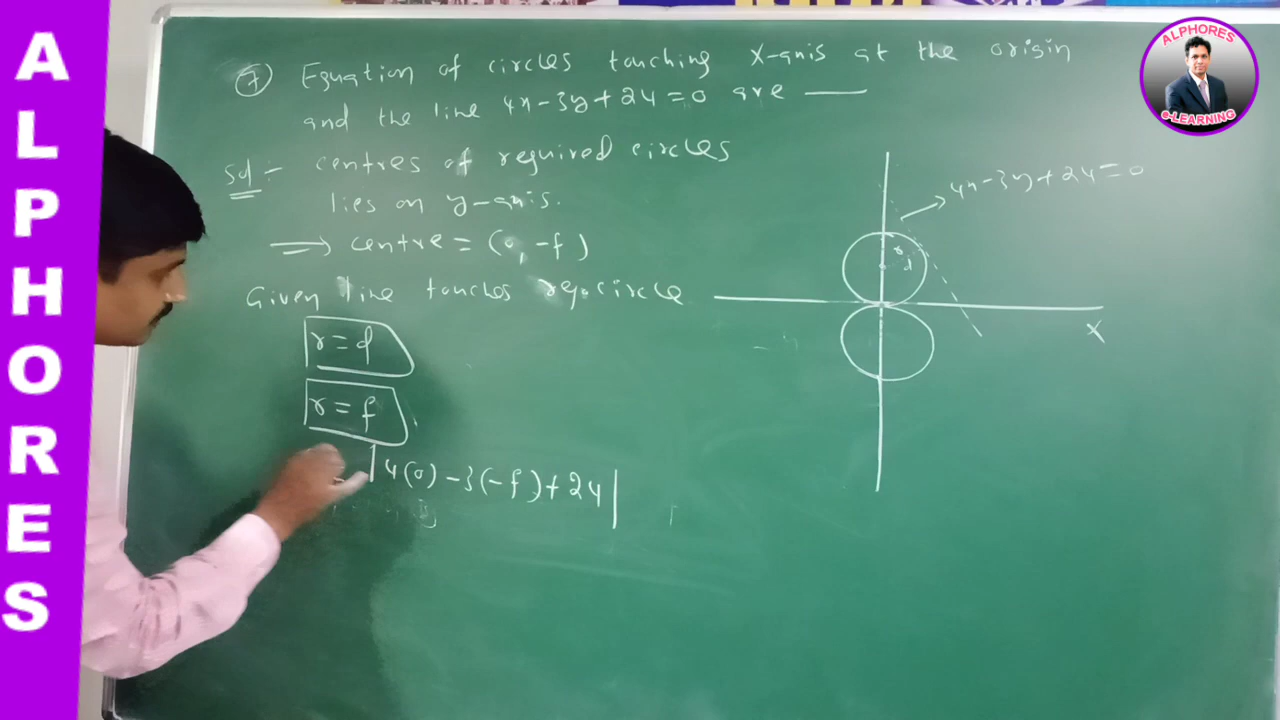 ALPHORES
ALPHORES
e-LEARNING
7 Equation of circles touching X-axis at the origin
and the line 4x-3y+24=0 are ——
Sol:- centres of required circles
lies on y-axis.
⟹ centre = (0, -f)
Given line touches req. circle
r = d
r = f
|4(0)-3(-f)+24|
4x-3y+24=0
r
d
X